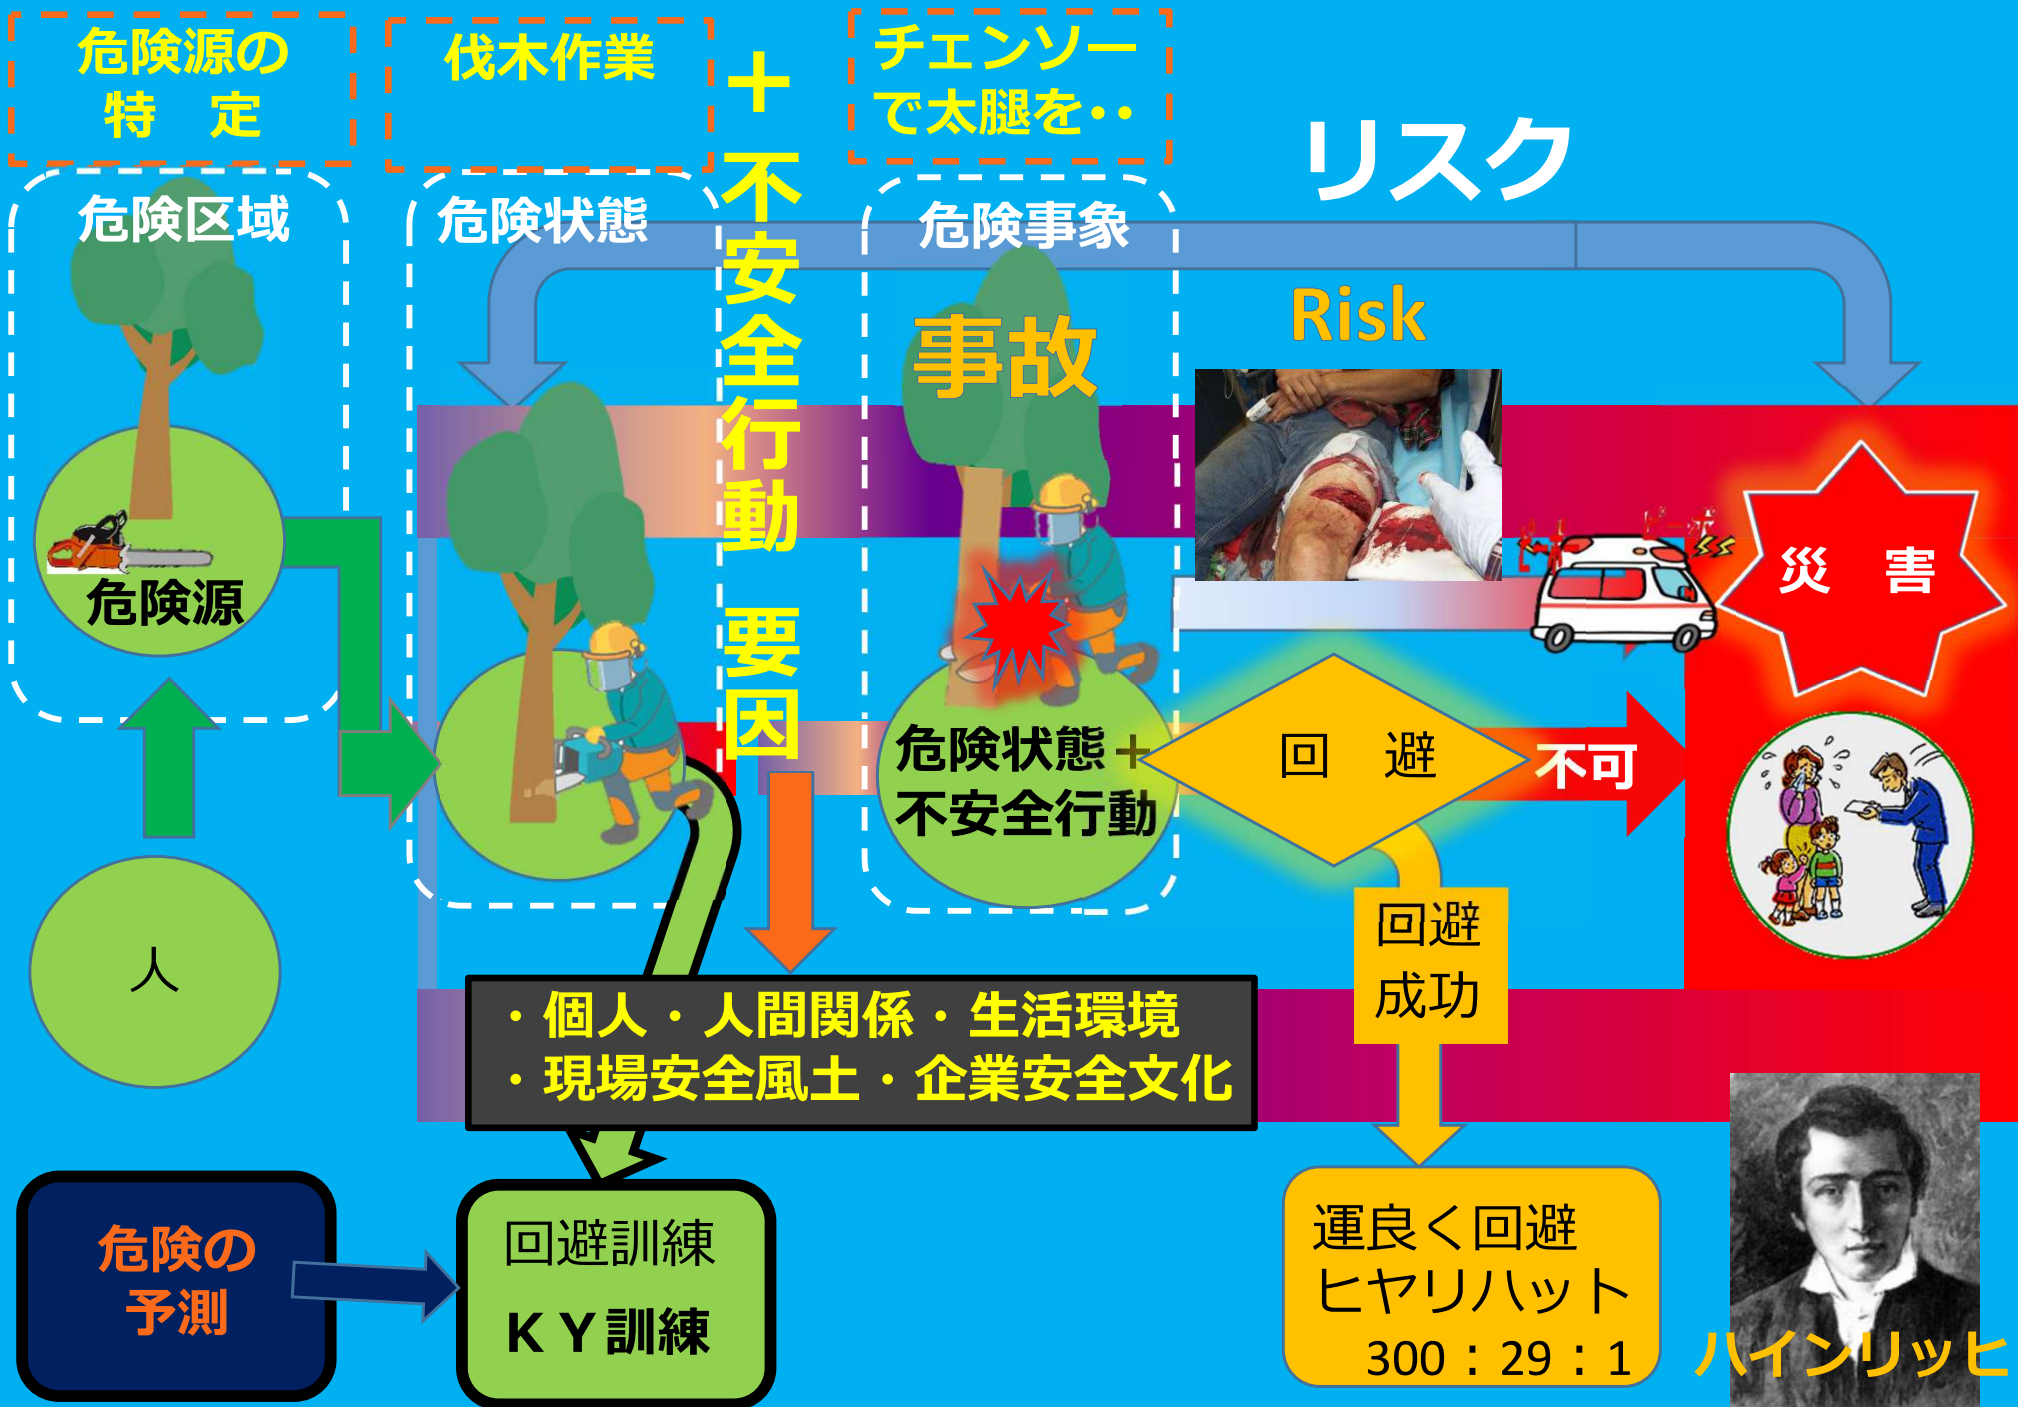 危険源の
特　定
伐木作業
＋
不安全行動 要因
チェンソー
で太腿を・・
リスク
危険区域
危険状態
危険事象
Risk
事故
危険源
災　害
危険状態＋
不安全行動
回　避
不可
人
回避
成功
・個人・人間関係・生活環境
・現場安全風土・企業安全文化
危険の
予測
回避訓練
ＫＹ訓練
運良く回避
ヒヤリハット
300：29：1
ハインリッヒ